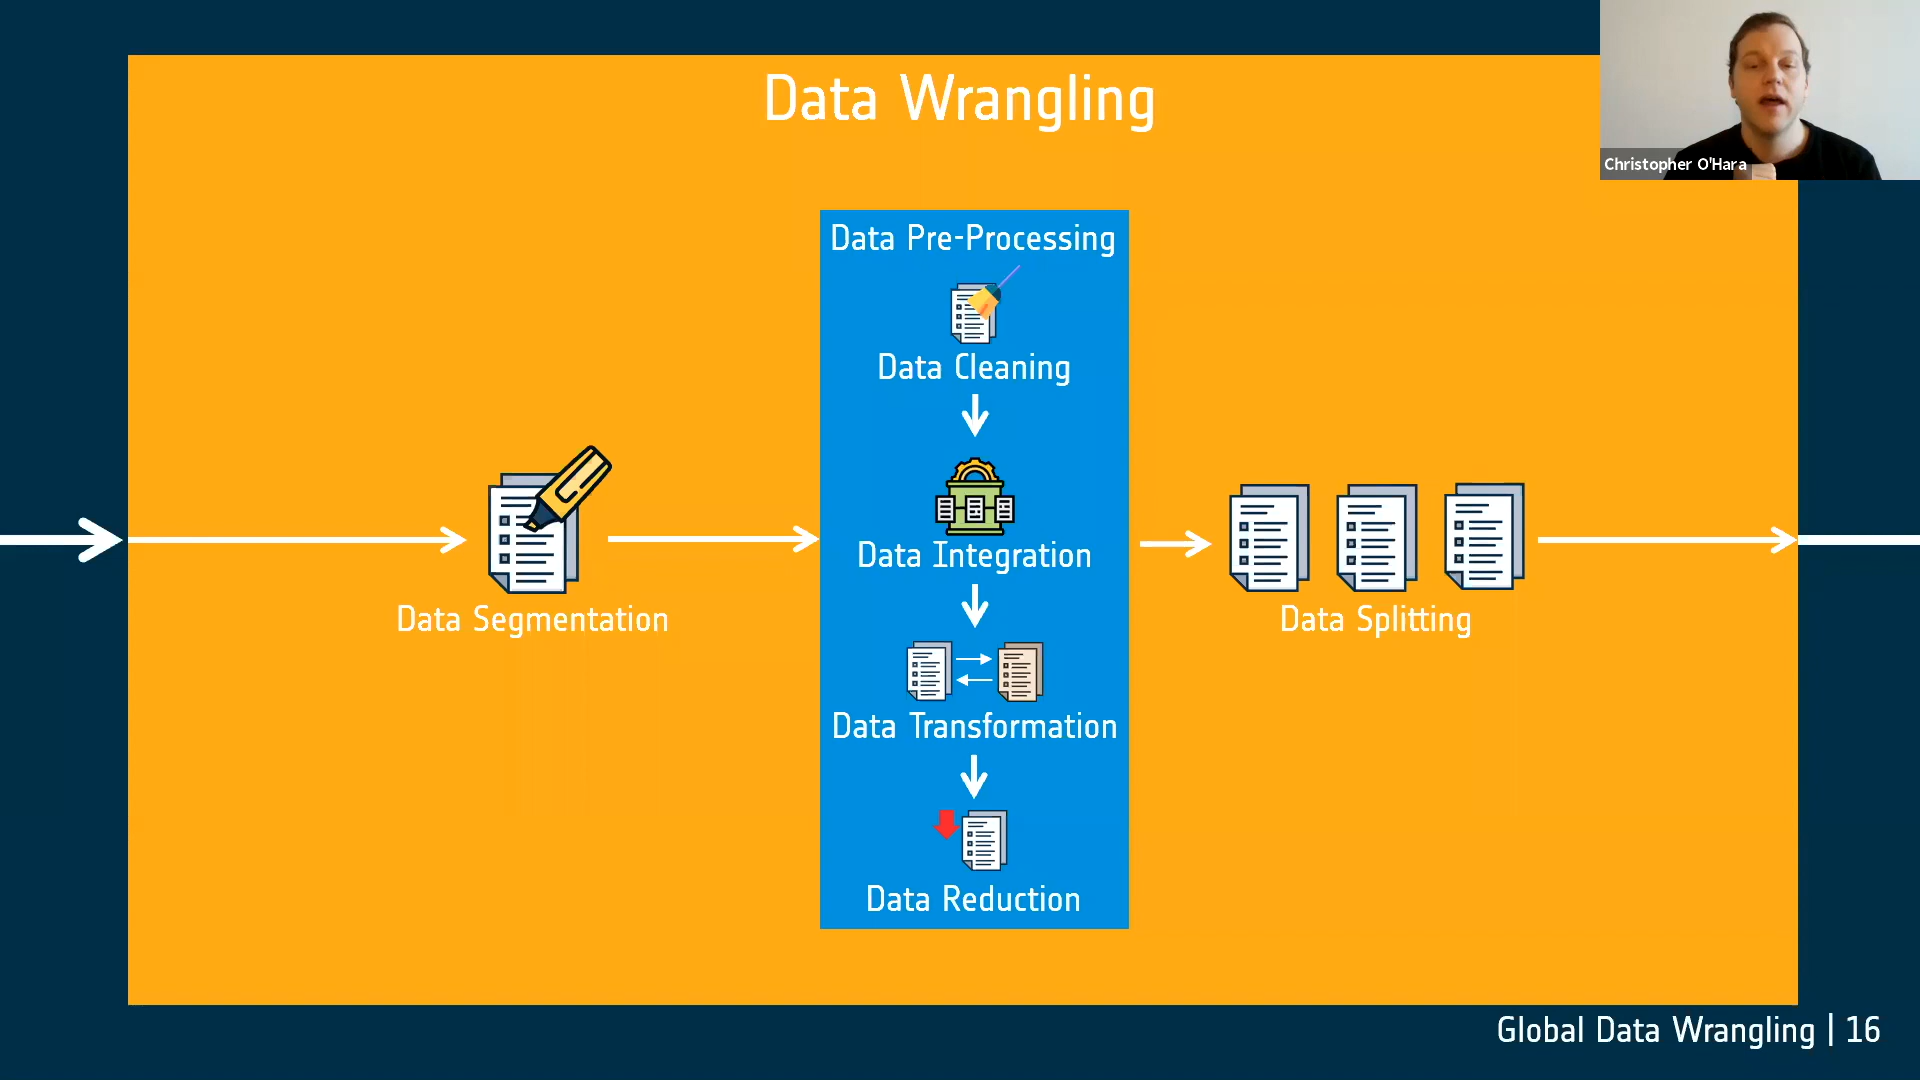 Data Wrangling
Christopher O'Hara
Data Pre-Processing
Data Cleaning
Data Integration
Data Transformation
Data Reduction
Data Segmentation
Data Splitting
Global Data Wrangling | 16